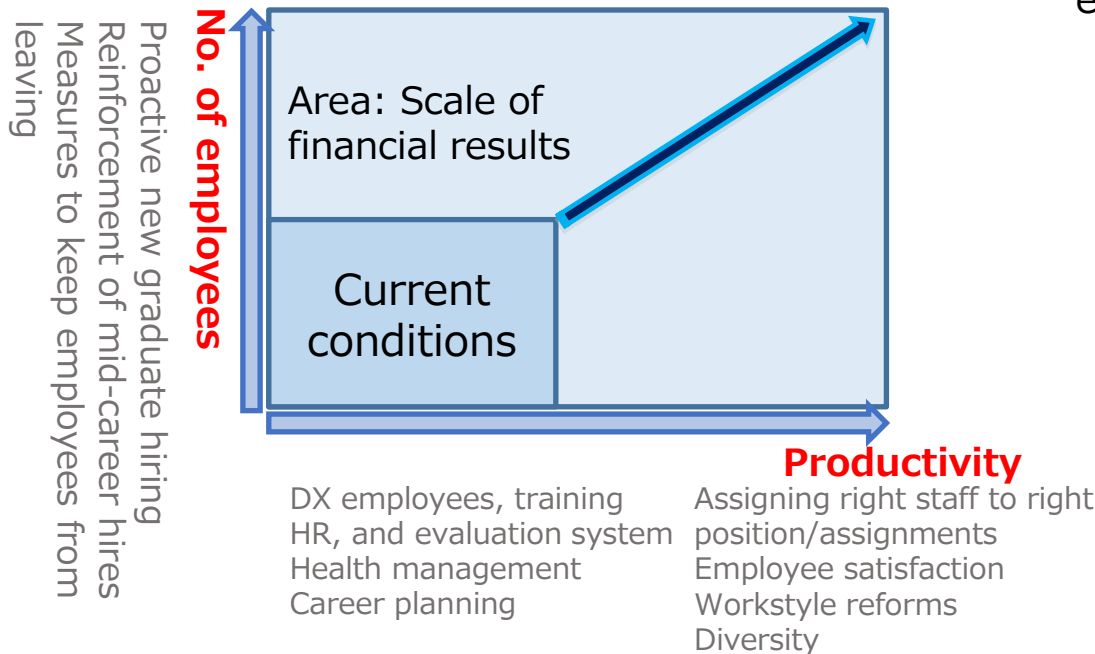 e
No. of employees
Proactive new graduate hiring
Reinforcement of mid-career hires
Measures to keep employees from
leaving
Area: Scale of
financial results
Current
conditions
Productivity
DX employees, training
HR, and evaluation system
Health management
Career planning
Assigning right staff to right
position/assignments
Employee satisfaction
Workstyle reforms
Diversity